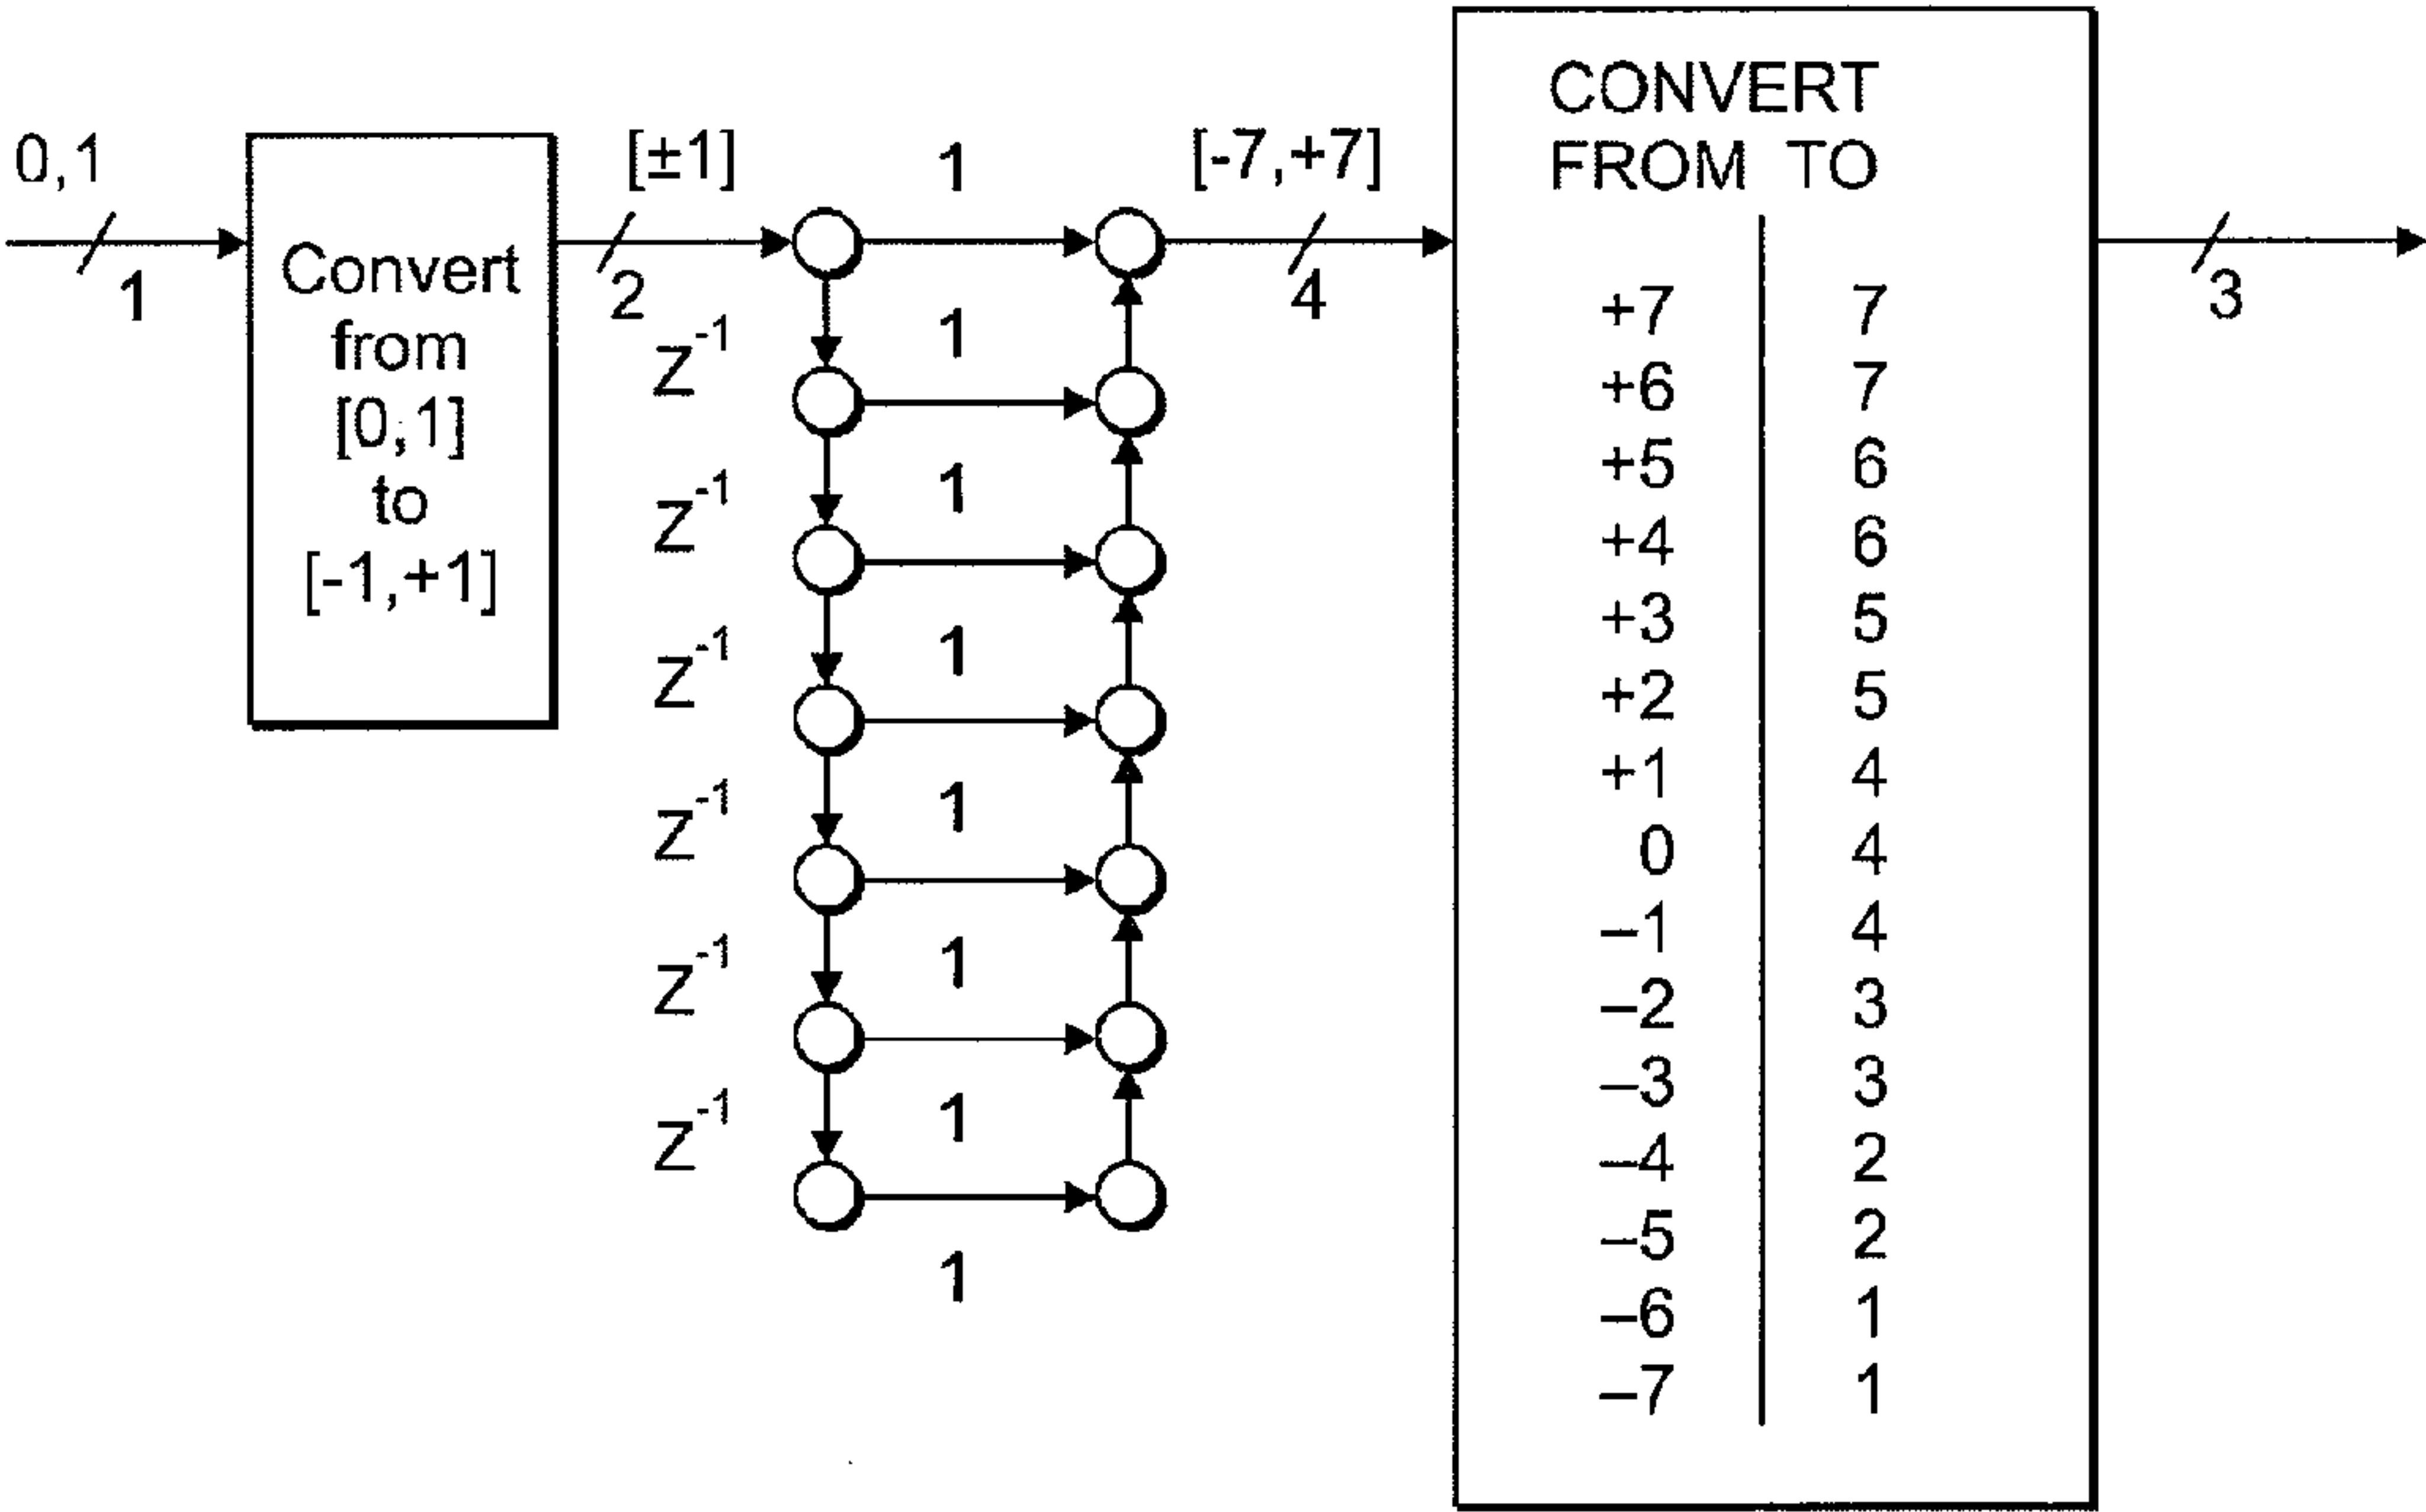 0,1
1
Convert
from
[0,1]
to
[-1,+1]
[±1]
2
1
Z-1
1
Z-1
1
Z-1
1
Z-1
1
Z-1
1
Z-1
1
1
[-7,+7]
4
CONVERT
FROM TO
+7 7
+6 7
+5 6
+4 6
+3 5
+2 5
+1 4
0 4
–1 4
–2 3
–3 3
–4 2
–5 2
–6 1
–7 1
3